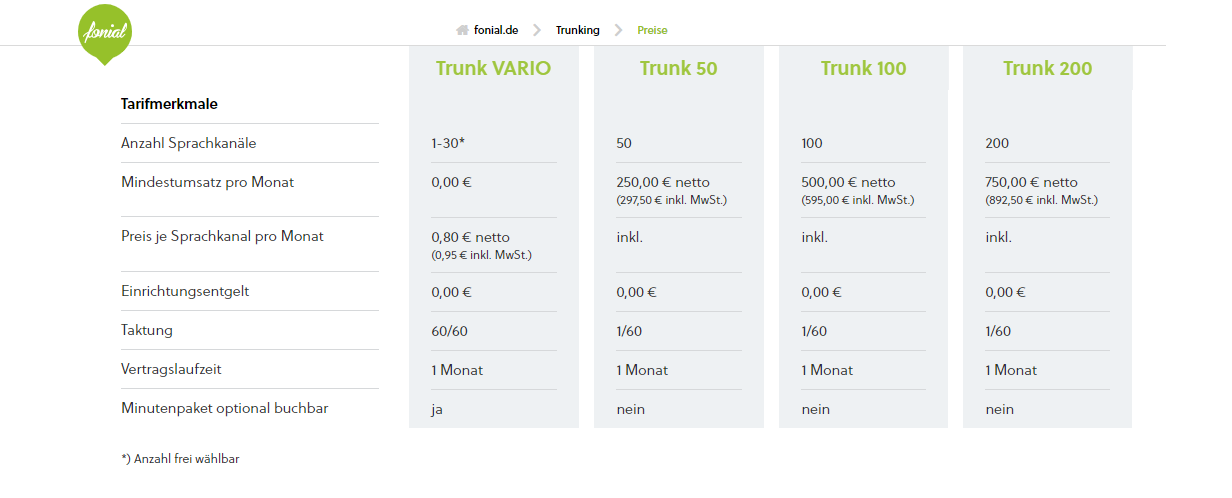 fonial
fonial.de Trunking Preise
Trunk VARIO Trunk 50 Trunk 100 Trunk 200
Tarifmerkmale
Anzahl Sprachkanäle 1-30* 50 100 200
Mindestumsatz pro Monat 0,00 € 250,00 € netto 500,00 € netto 750,00 € netto
(297,50 € inkl. MwSt.) (595,00 € inkl. MwSt.) (892,50 € inkl. MwSt.)
Preis je Sprachkanal pro Monat 0,80 € netto inkl. inkl. inkl.
(0,95 € inkl. MwSt.)
Einrichtungsentgelt 0,00 € 0,00 € 0,00 € 0,00 €
Taktung 60/60 1/60 1/60 1/60
Vertragslaufzeit 1 Monat 1 Monat 1 Monat 1 Monat
Minutenpaket optional buchbar ja nein nein nein
*) Anzahl frei wählbar